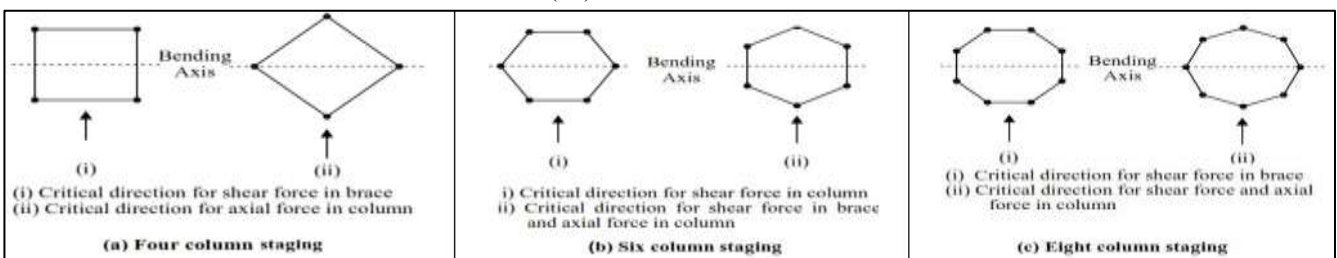 Bending
Axis
(i)
(ii)
(i) Critical direction for shear force in brace
(ii) Critical direction for axial force in column
(a) Four column staging
Bending
Axis
(i)
(ii)
i) Critical direction for shear force in column
ii) Critical direction for shear force in brace
and axial force in column
(b) Six column staging
Bending
Axis
(i)
(ii)
(i) Critical direction for shear force in brace
(ii) Critical direction for shear force and axial
force in column
(c) Eight column staging